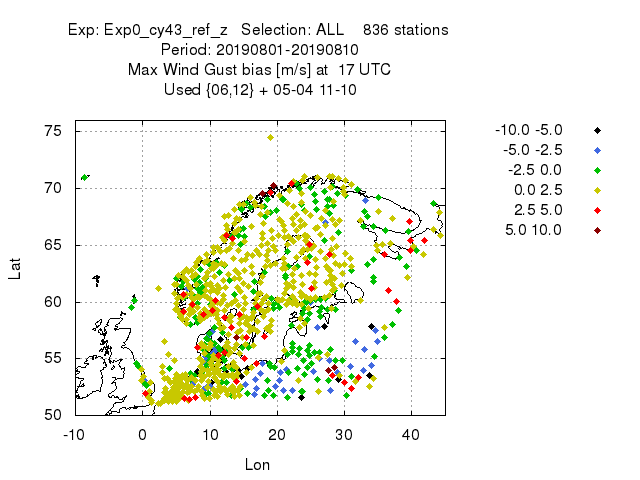 Exp: Exp0_cy43_ref_z   Selection: ALL    836 stations
Period: 20190801-20190810
Max Wind Gust bias [m/s] at  17 UTC
Used {06,12} + 05-04 11-10
-10.0 -5.0
-5.0 -2.5
-2.5 0.0
0.0 2.5
2.5 5.0
5.0 10.0
75
70
65
60
55
50
Lat
-10 0 10 20 30 40
Lon